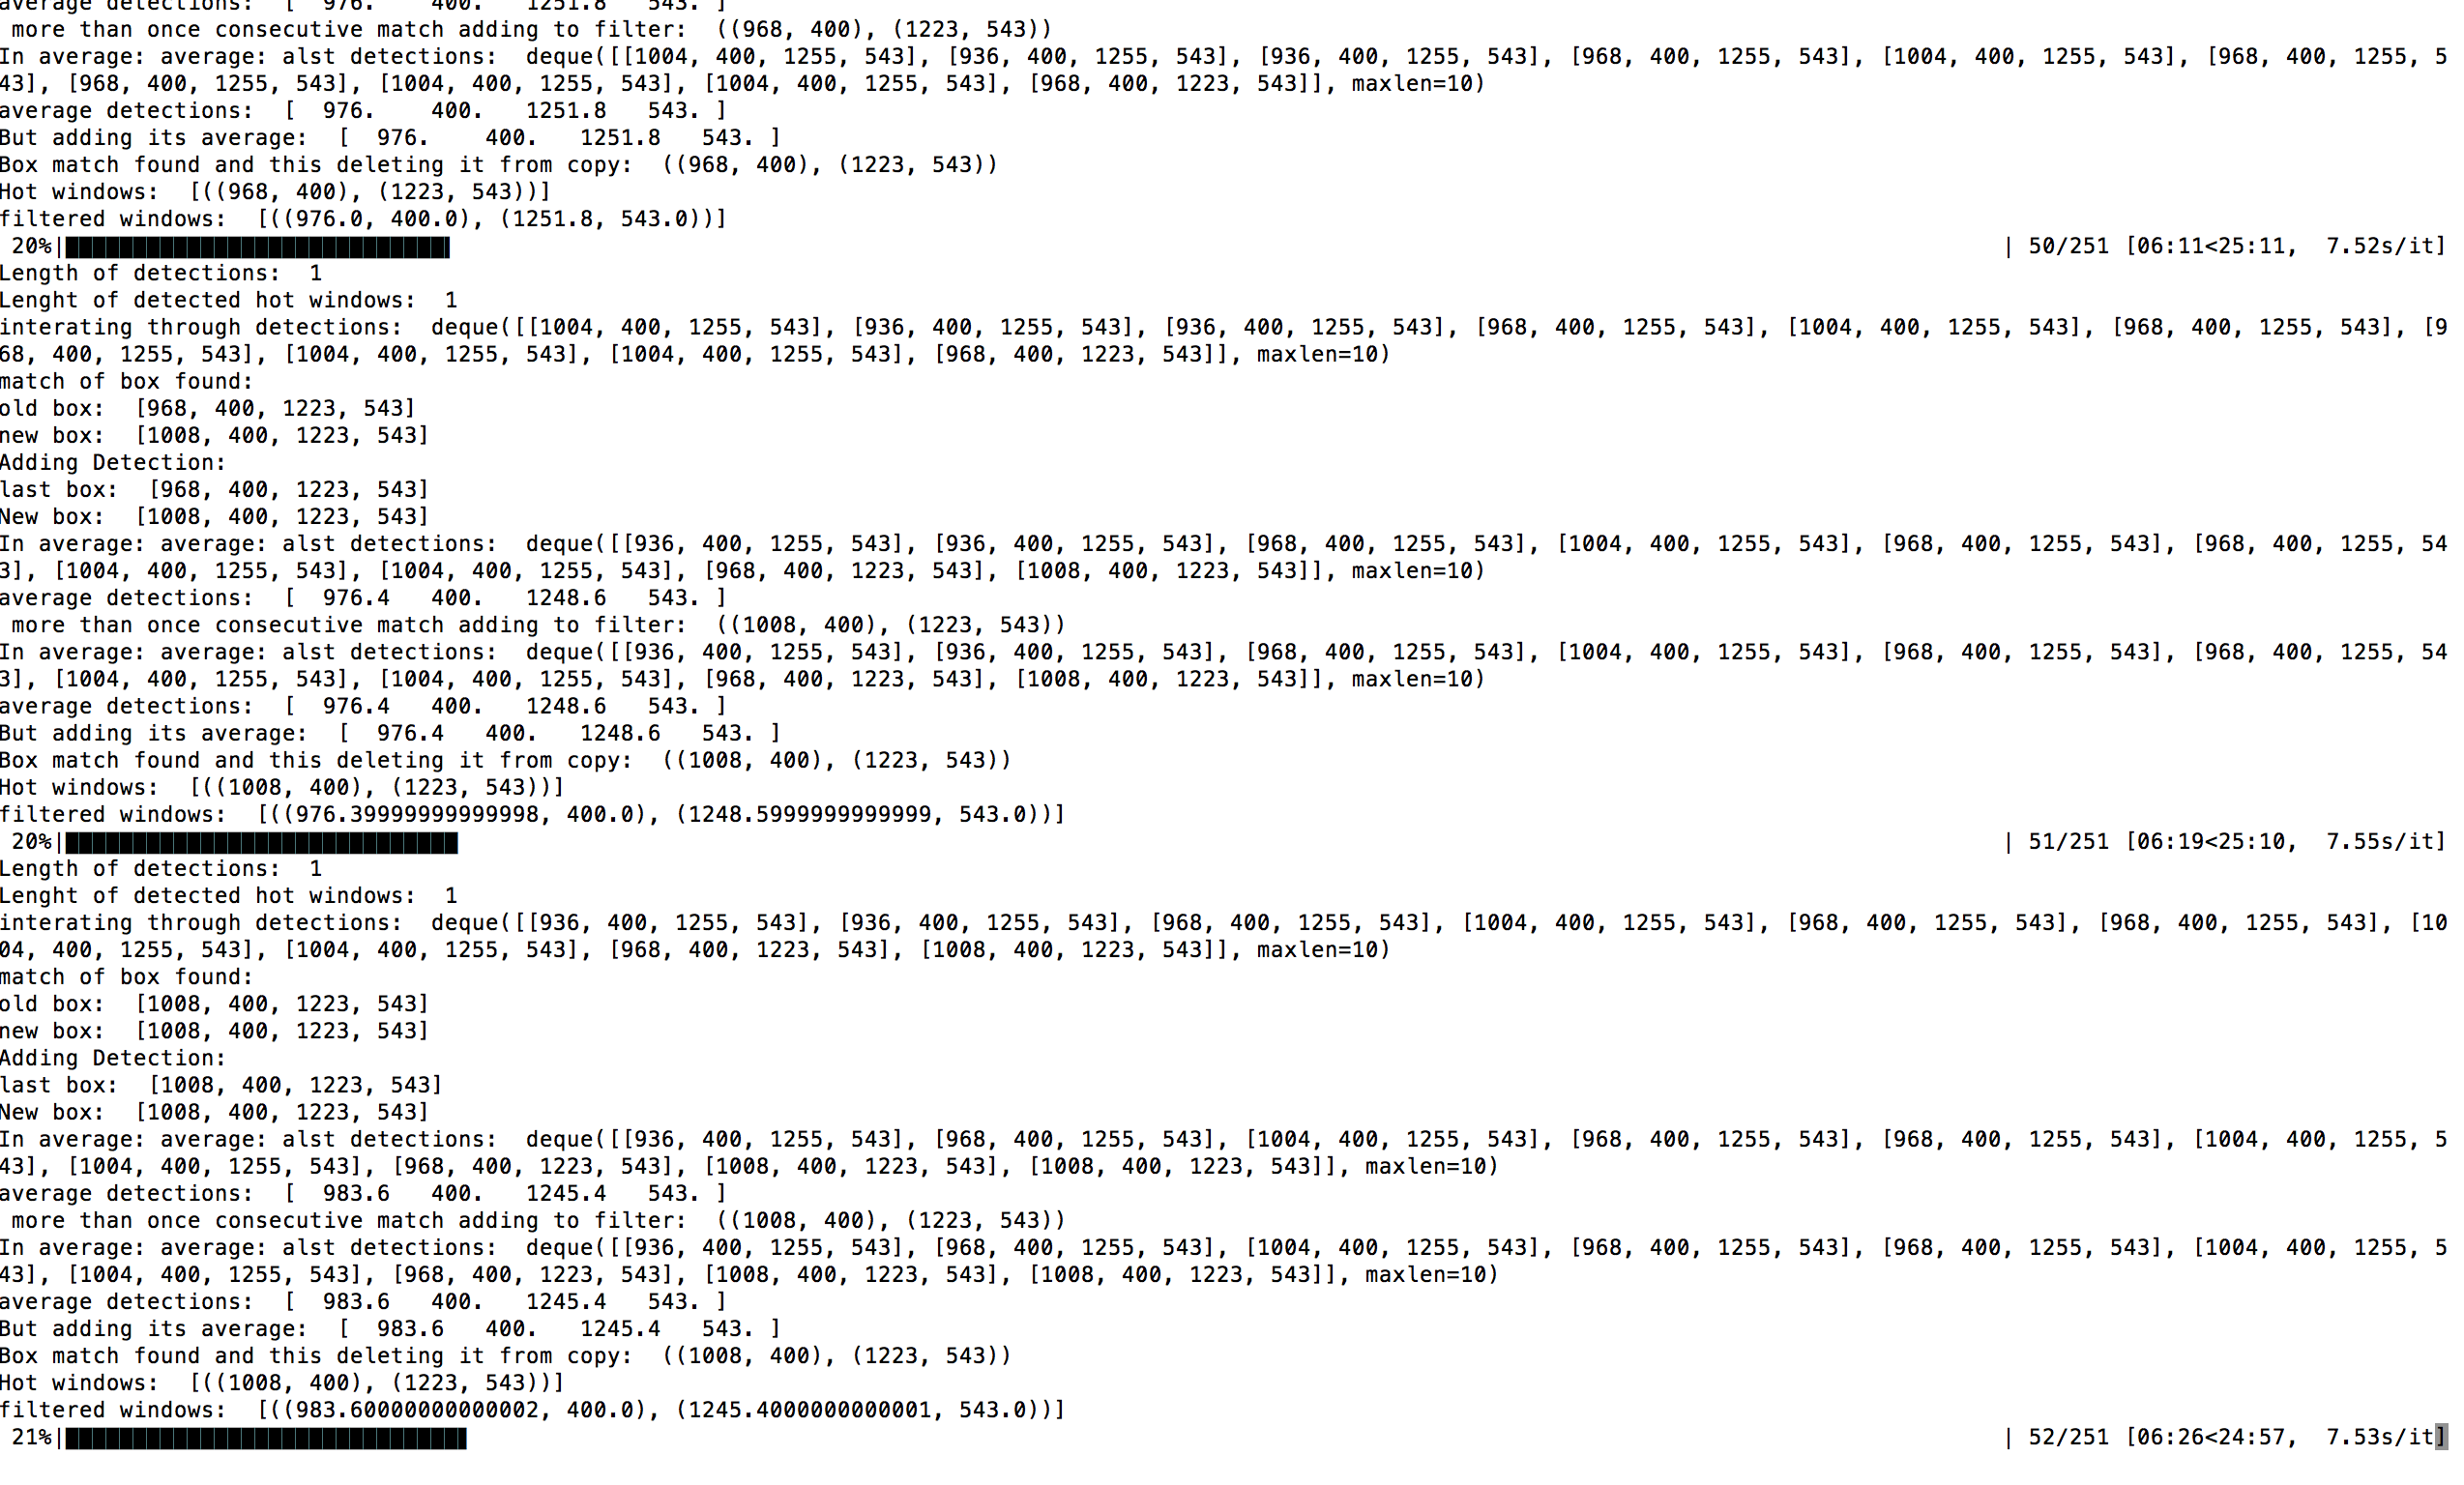 average detections:  [  976.    400.   1251.8   543. ]
 more than once consecutive match adding to filter:  ((968, 400), (1223, 543))
In average: average: alst detections:  deque([[1004, 400, 1255, 543], [936, 400, 1255, 543], [936, 400, 1255, 543], [968, 400, 1255, 543], [1004, 400, 1255, 543], [968, 400, 1255, 5
43], [968, 400, 1255, 543], [1004, 400, 1255, 543], [1004, 400, 1255, 543], [968, 400, 1223, 543]], maxlen=10)
average detections:  [  976.    400.   1251.8   543. ]
But adding its average:  [  976.    400.   1251.8   543. ]
Box match found and this deleting it from copy:  ((968, 400), (1223, 543))
Hot windows:  [((968, 400), (1223, 543))]
filtered windows:  [((976.0, 400.0), (1251.8, 543.0))]
 20%| | 50/251 [06:11<25:11,  7.52s/it]
Length of detections:  1
Lenght of detected hot windows:  1
interating through detections:  deque([[1004, 400, 1255, 543], [936, 400, 1255, 543], [936, 400, 1255, 543], [968, 400, 1255, 543], [1004, 400, 1255, 543], [968, 400, 1255, 543], [9
68, 400, 1255, 543], [1004, 400, 1255, 543], [1004, 400, 1255, 543], [968, 400, 1223, 543]], maxlen=10)
match of box found:
old box:  [968, 400, 1223, 543]
new box:  [1008, 400, 1223, 543]
Adding Detection:
last box:  [968, 400, 1223, 543]
New box:  [1008, 400, 1223, 543]
In average: average: alst detections:  deque([[936, 400, 1255, 543], [936, 400, 1255, 543], [968, 400, 1255, 543], [1004, 400, 1255, 543], [968, 400, 1255, 543], [968, 400, 1255, 54
3], [1004, 400, 1255, 543], [1004, 400, 1255, 543], [968, 400, 1223, 543], [1008, 400, 1223, 543]], maxlen=10)
average detections:  [  976.4   400.   1248.6   543. ]
 more than once consecutive match adding to filter:  ((1008, 400), (1223, 543))
In average: average: alst detections:  deque([[936, 400, 1255, 543], [936, 400, 1255, 543], [968, 400, 1255, 543], [1004, 400, 1255, 543], [968, 400, 1255, 543], [968, 400, 1255, 54
3], [1004, 400, 1255, 543], [1004, 400, 1255, 543], [968, 400, 1223, 543], [1008, 400, 1223, 543]], maxlen=10)
average detections:  [  976.4   400.   1248.6   543. ]
But adding its average:  [  976.4   400.   1248.6   543. ]
Box match found and this deleting it from copy:  ((1008, 400), (1223, 543))
Hot windows:  [((1008, 400), (1223, 543))]
filtered windows:  [((976.39999999999998, 400.0), (1248.5999999999999, 543.0))]
 20%| | 51/251 [06:19<25:10,  7.55s/it]
Length of detections:  1
Lenght of detected hot windows:  1
interating through detections:  deque([[936, 400, 1255, 543], [936, 400, 1255, 543], [968, 400, 1255, 543], [1004, 400, 1255, 543], [968, 400, 1255, 543], [968, 400, 1255, 543], [10
04, 400, 1255, 543], [1004, 400, 1255, 543], [968, 400, 1223, 543], [1008, 400, 1223, 543]], maxlen=10)
match of box found:
old box:  [1008, 400, 1223, 543]
new box:  [1008, 400, 1223, 543]
Adding Detection:
last box:  [1008, 400, 1223, 543]
New box:  [1008, 400, 1223, 543]
In average: average: alst detections:  deque([[936, 400, 1255, 543], [968, 400, 1255, 543], [1004, 400, 1255, 543], [968, 400, 1255, 543], [968, 400, 1255, 543], [1004, 400, 1255, 5
43], [1004, 400, 1255, 543], [968, 400, 1223, 543], [1008, 400, 1223, 543], [1008, 400, 1223, 543]], maxlen=10)
average detections:  [  983.6   400.   1245.4   543. ]
 more than once consecutive match adding to filter:  ((1008, 400), (1223, 543))
In average: average: alst detections:  deque([[936, 400, 1255, 543], [968, 400, 1255, 543], [1004, 400, 1255, 543], [968, 400, 1255, 543], [968, 400, 1255, 543], [1004, 400, 1255, 5
43], [1004, 400, 1255, 543], [968, 400, 1223, 543], [1008, 400, 1223, 543], [1008, 400, 1223, 543]], maxlen=10)
average detections:  [  983.6   400.   1245.4   543. ]
But adding its average:  [  983.6   400.   1245.4   543. ]
Box match found and this deleting it from copy:  ((1008, 400), (1223, 543))
Hot windows:  [((1008, 400), (1223, 543))]
filtered windows:  [((983.60000000000002, 400.0), (1245.4000000000001, 543.0))]
 21%| | 52/251 [06:26<24:57,  7.53s/it]